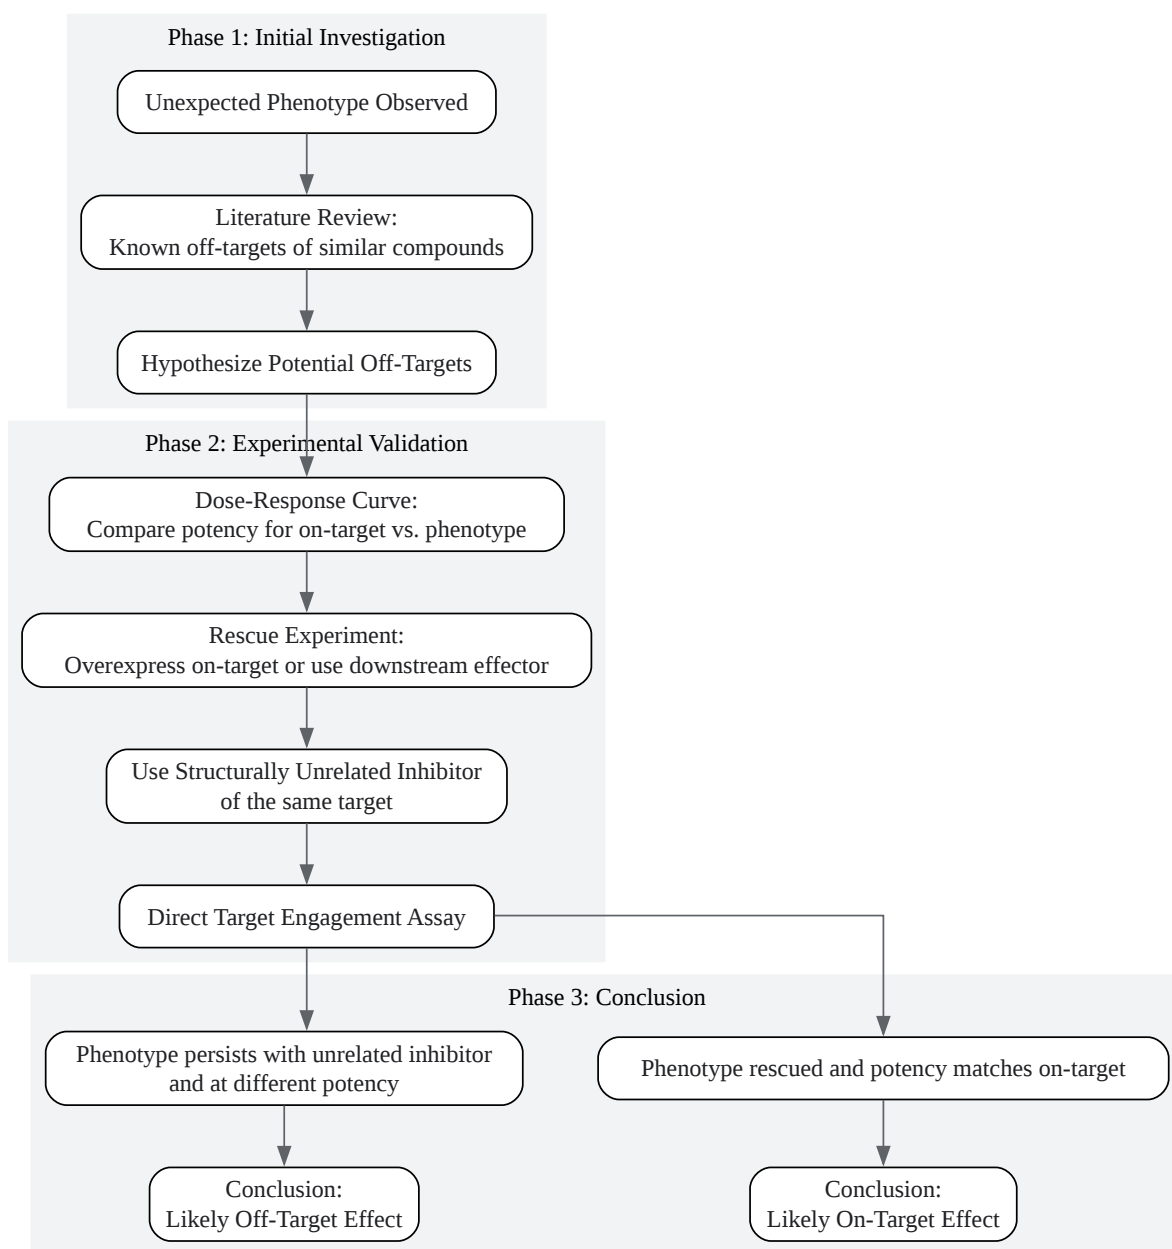 Phase 1: Initial Investigation
Unexpected Phenotype Observed
Literature Review:
Known off-targets of similar compounds
Hypothesize Potential Off-Targets
Phase 2: Experimental Validation
Dose-Response Curve:
Compare potency for on-target vs. phenotype
Rescue Experiment:
Overexpress on-target or use downstream effector
Use Structurally Unrelated Inhibitor
of the same target
Direct Target Engagement Assay
Phase 3: Conclusion
Phenotype persists with unrelated inhibitor
and at different potency
Phenotype rescued and potency matches on-target
Conclusion:
Likely Off-Target Effect
Conclusion:
Likely On-Target Effect